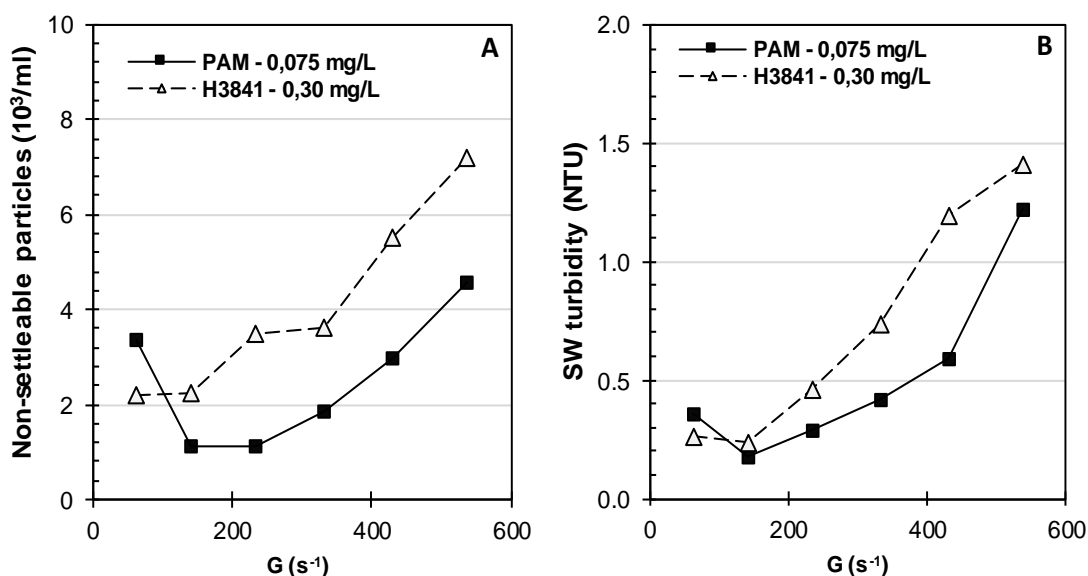 A
PAM - 0,075 mg/L
H3841 - 0,30 mg/L
Non-settleable particles (10³/ml)
10
8
6
4
2
0
0 200 400 600
G (s⁻¹)
B
PAM - 0,075 mg/L
H3841 - 0,30 mg/L
SW turbidity (NTU)
2.0
1.5
1.0
0.5
0.0
0 200 400 600
G (s⁻¹)